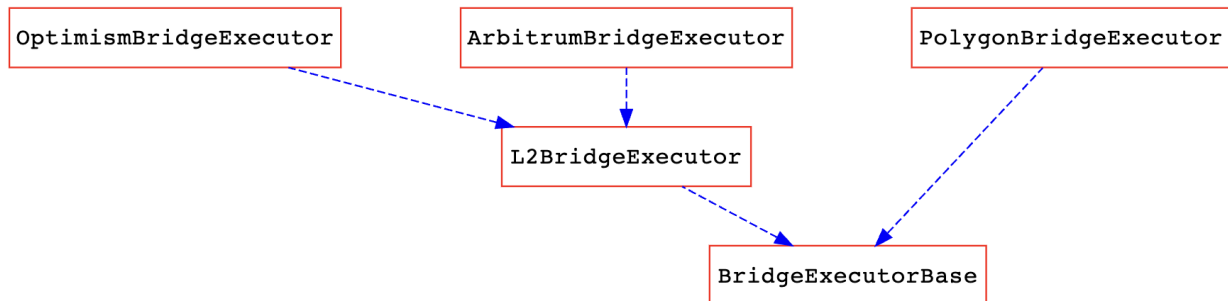 OptimismBridgeExecutor
ArbitrumBridgeExecutor
PolygonBridgeExecutor
L2BridgeExecutor
BridgeExecutorBase